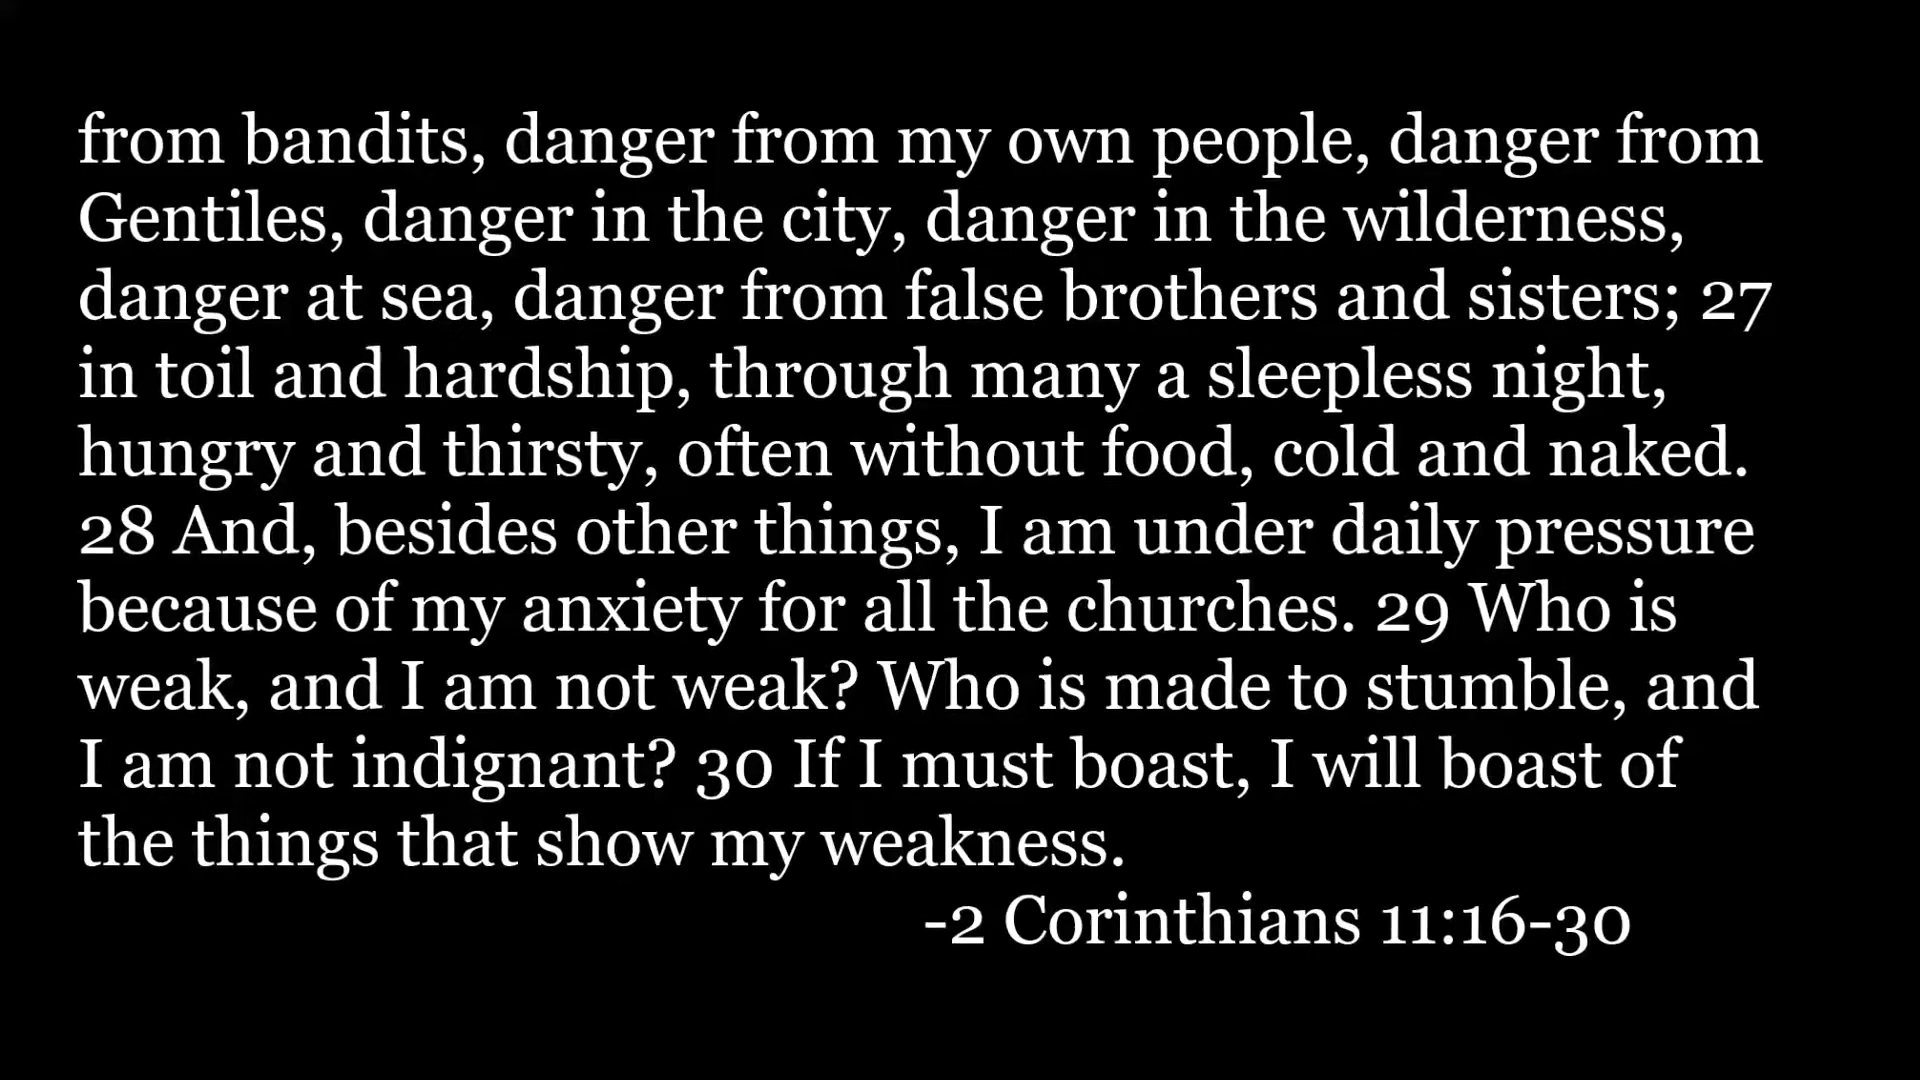 from bandits, danger from my own people, danger from
Gentiles, danger in the city, danger in the wilderness,
danger at sea, danger from false brothers and sisters; 27
in toil and hardship, through many a sleepless night,
hungry and thirsty, often without food, cold and naked.
28 And, besides other things, I am under daily pressure
because of my anxiety for all the churches. 29 Who is
weak, and I am not weak? Who is made to stumble, and
I am not indignant? 30 If I must boast, I will boast of
the things that show my weakness.
-2 Corinthians 11:16-30